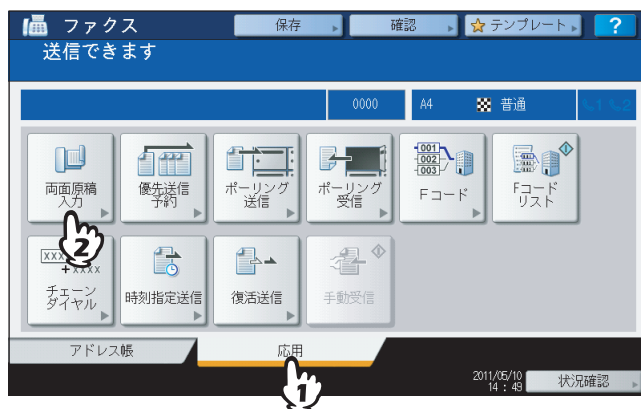 ファクス
保存
確認
テンプレート
?
送信できます
0000
A4
普通
1
2
両面原稿
入力
優先送信
予約
ポーリング
送信
ポーリング
受信
001
002
003
Fコード
Fコード
リスト
2
XXX
+XXXX
チェーン
ダイヤル
時刻指定送信
復活送信
手動受信
アドレス帳
応用
1
2011/05/10
14 : 49
状況確認